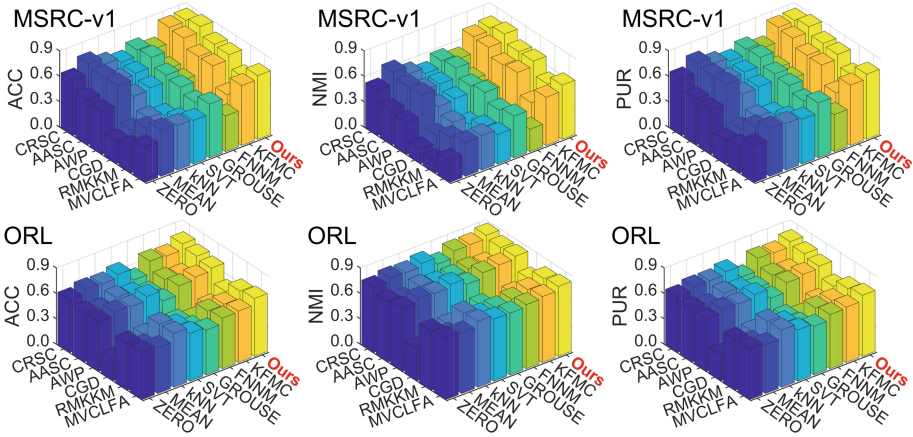 MSRC-v1
0.9
0.6
0.3
0.0
ACC
CRSC
AASC
AWP
CGD
RMKKM
MVCLFA
ZERO
MEAN
kNN
SVT
GROUSE
FNNM
KFMC
Ours
MSRC-v1
0.9
0.6
0.3
0.0
NMI
CRSC
AASC
AWP
CGD
RMKKM
MVCLFA
ZERO
MEAN
kNN
SVT
GROUSE
FNNM
KFMC
Ours
MSRC-v1
0.9
0.6
0.3
0.0
PUR
CRSC
AASC
AWP
CGD
RMKKM
MVCLFA
ZERO
MEAN
kNN
SVT
GROUSE
FNNM
KFMC
Ours
ORL
0.9
0.6
0.3
0.0
ACC
CRSC
AASC
AWP
CGD
RMKKM
MVCLFA
ZERO
MEAN
kNN
SVT
GROUSE
FNNM
KFMC
Ours
ORL
0.9
0.6
0.3
0.0
NMI
CRSC
AASC
AWP
CGD
RMKKM
MVCLFA
ZERO
MEAN
kNN
SVT
GROUSE
FNNM
KFMC
Ours
ORL
0.9
0.6
0.3
0.0
PUR
CRSC
AASC
AWP
CGD
RMKKM
MVCLFA
ZERO
MEAN
kNN
SVT
GROUSE
FNNM
KFMC
Ours